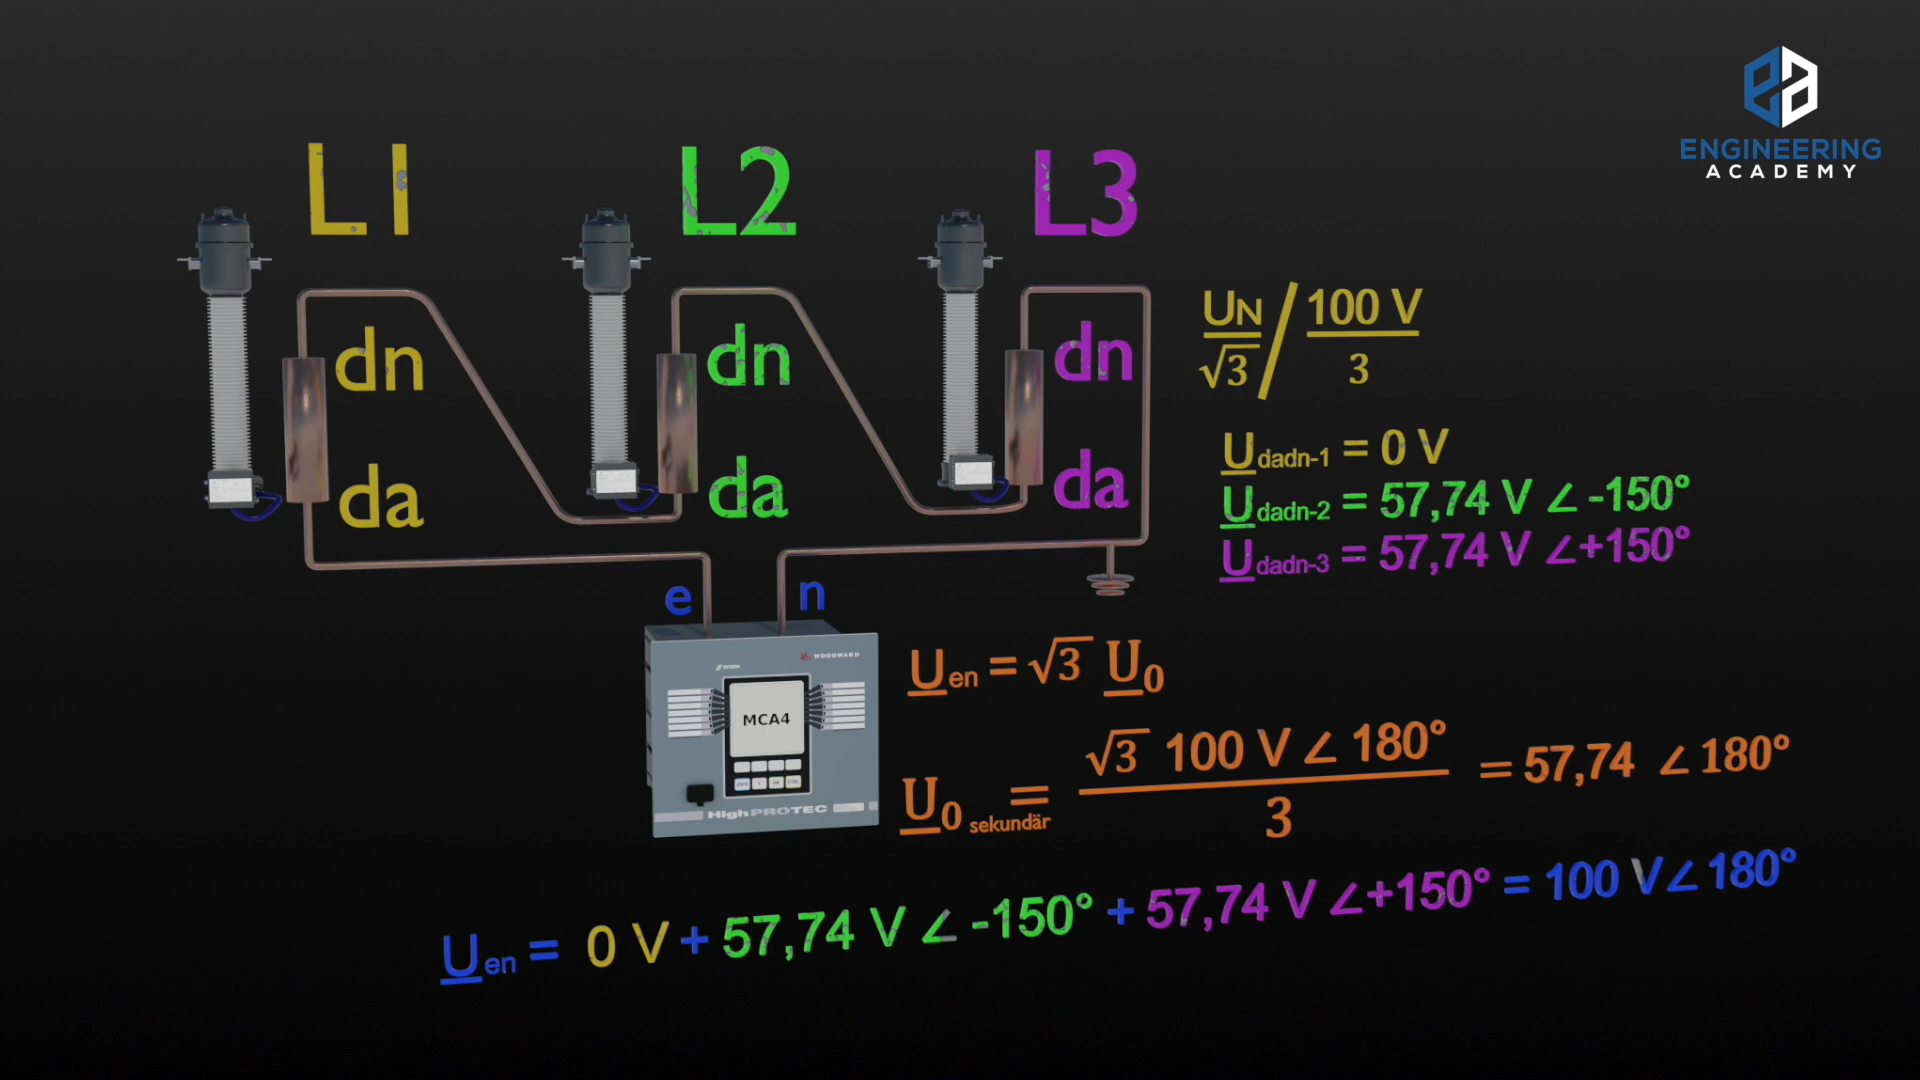 ENGINEERING
ACADEMY
L1 L2 L3
dn dn dn
da da da
UN/√3 / 100 V/3
Udadn-1 = 0 V
Udadn-2 = 57,74 V ∠ -150°
Udadn-3 = 57,74 V ∠+150°
e n
WOODWARD
SYSTEM
MCA4
HighPROTEC
Uen = √3 U0
U0 sekundär = √3 100 V ∠ 180° / 3 = 57,74 ∠ 180°
Uen = 0 V + 57,74 V ∠ -150° + 57,74 V ∠+150° = 100 V∠ 180°